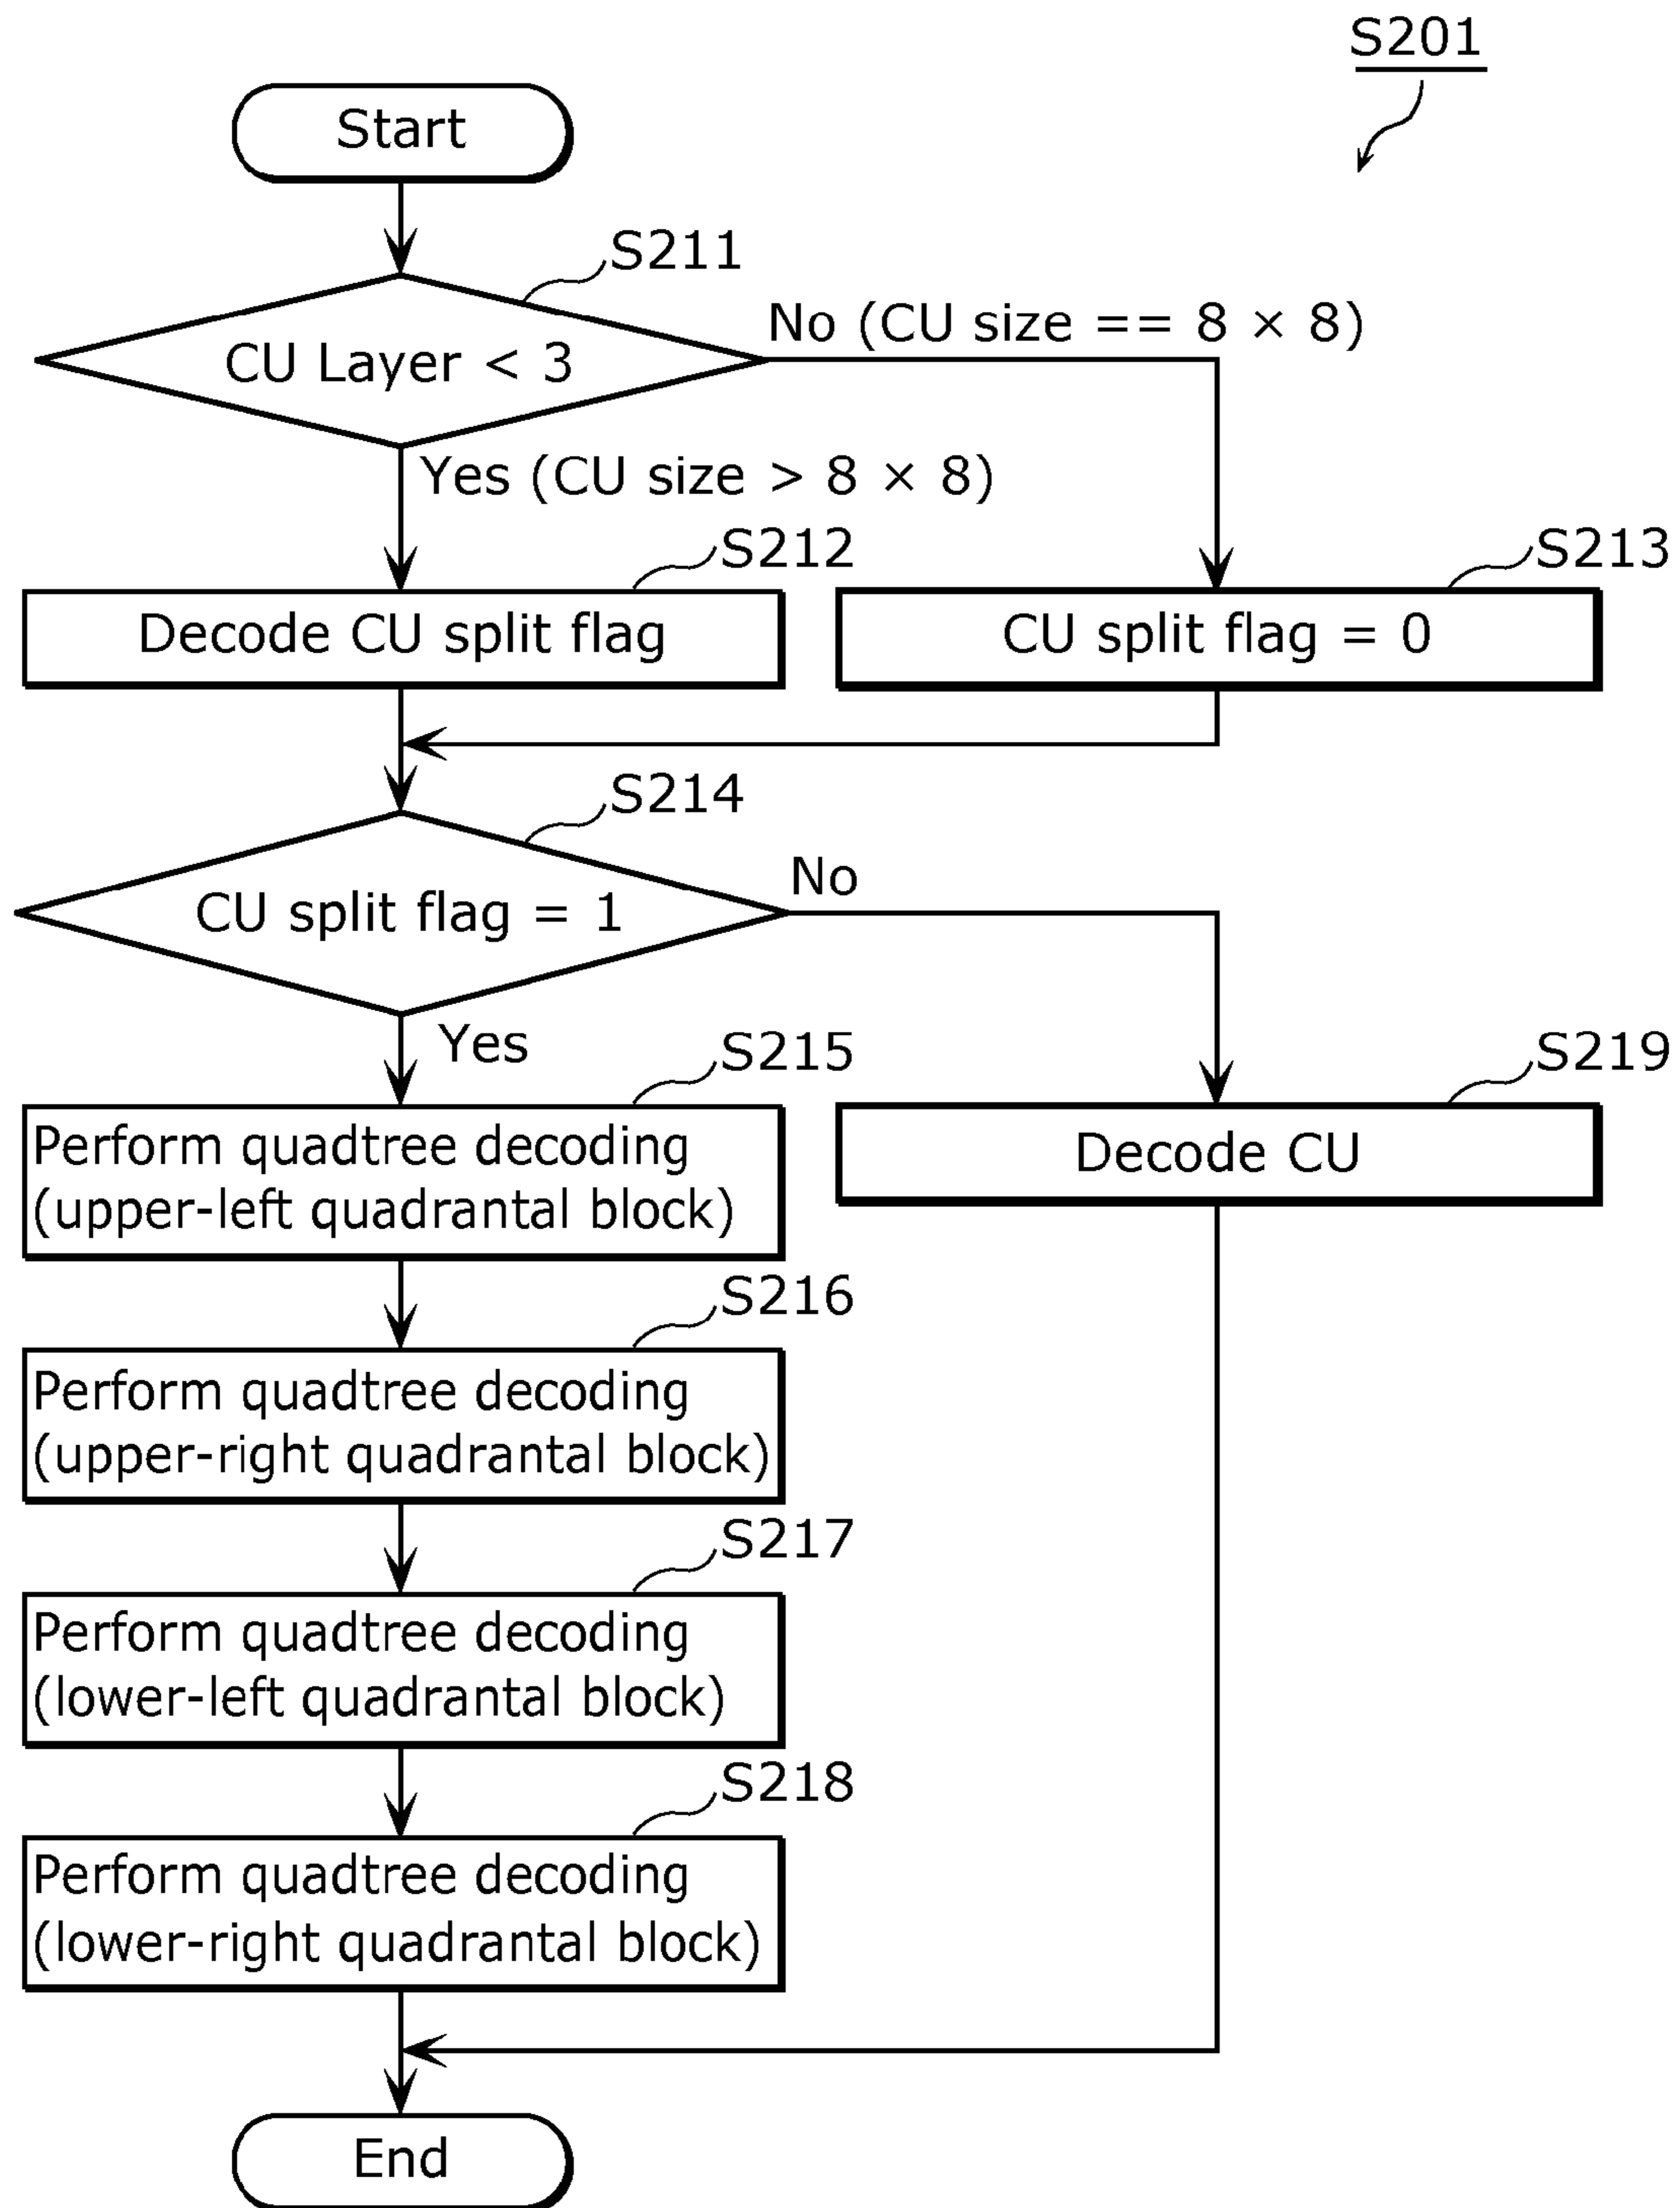 S201
Start
S211
CU Layer < 3
No (CU size == 8 × 8)
Yes (CU size > 8 × 8)
S212
Decode CU split flag
S213
CU split flag = 0
S214
CU split flag = 1
No
Yes
S215
Perform quadtree decoding
(upper-left quadrantal block)
S219
Decode CU
S216
Perform quadtree decoding
(upper-right quadrantal block)
S217
Perform quadtree decoding
(lower-left quadrantal block)
S218
Perform quadtree decoding
(lower-right quadrantal block)
End